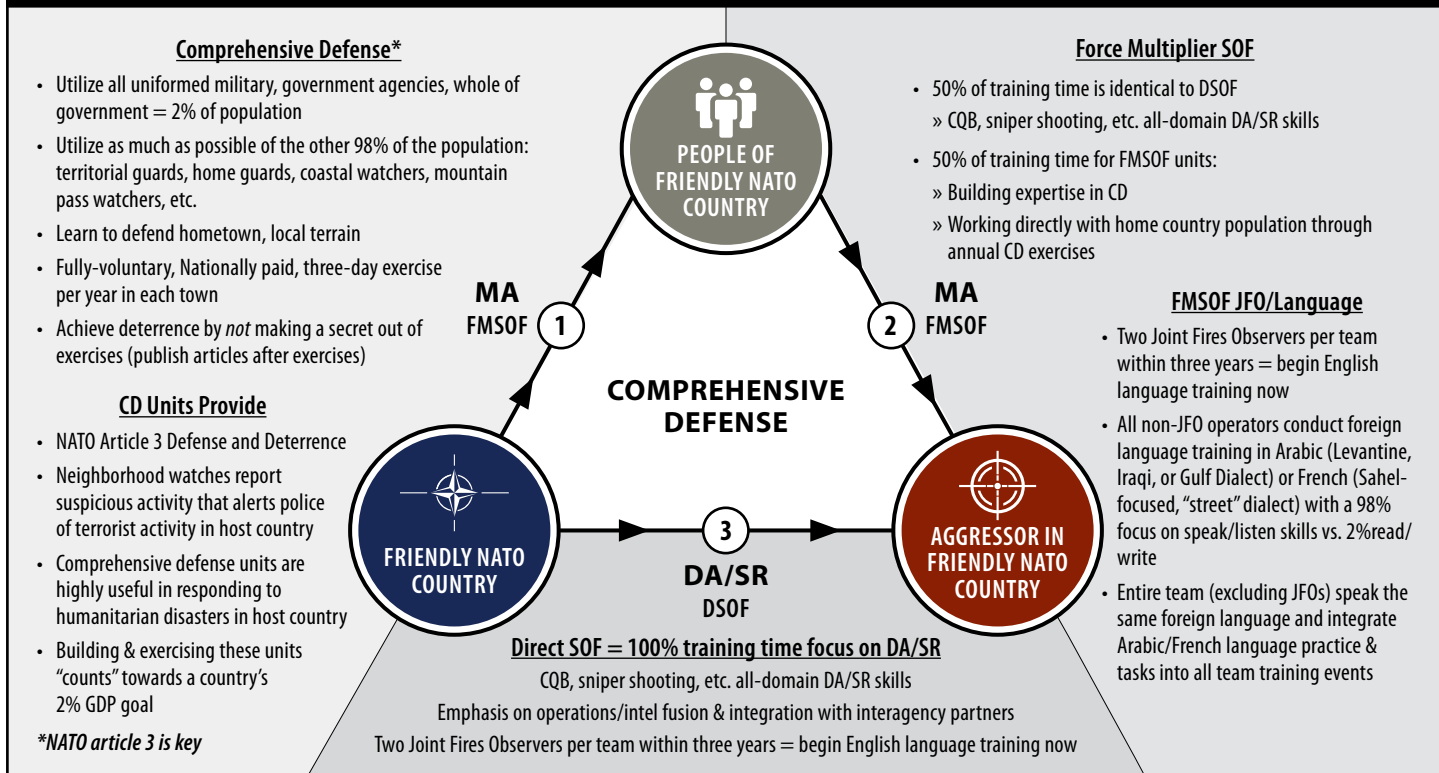 Comprehensive Defense*
• Utilize all uniformed military, government agencies, whole of
government = 2% of population
• Utilize as much as possible of the other 98% of the population:
territorial guards, home guards, coastal watchers, mountain
pass watchers, etc.
• Learn to defend hometown, local terrain
• Fully-voluntary, Nationally paid, three-day exercise
per year in each town
• Achieve deterrence by not making a secret out of
exercises (publish articles after exercises)
CD Units Provide
• NATO Article 3 Defense and Deterrence
• Neighborhood watches report
suspicious activity that alerts police
of terrorist activity in host country
• Comprehensive defense units are
highly useful in responding to
humanitarian disasters in host country
• Building & exercising these units
"counts" towards a country's
2% GDP goal
*NATO article 3 is key
PEOPLE OF
FRIENDLY NATO
COUNTRY
MA
FMSOF
1
2
MA
FMSOF
COMPREHENSIVE
DEFENSE
FRIENDLY NATO
COUNTRY
3
DA/SR
DSOF
AGGRESSOR IN
FRIENDLY NATO
COUNTRY
Direct SOF = 100% training time focus on DA/SR
CQB, sniper shooting, etc. all-domain DA/SR skills
Emphasis on operations/intel fusion & integration with interagency partners
Two Joint Fires Observers per team within three years = begin English language training now
Force Multiplier SOF
• 50% of training time is identical to DSOF
» CQB, sniper shooting, etc. all-domain DA/SR skills
• 50% of training time for FMSOF units:
» Building expertise in CD
» Working directly with home country population through
annual CD exercises
FMSOF JFO/Language
• Two Joint Fires Observers per team
within three years = begin English
language training now
• All non-JFO operators conduct foreign
language training in Arabic (Levantine,
Iraqi, or Gulf Dialect) or French (Sahel-
focused, "street" dialect) with a 98%
focus on speak/listen skills vs. 2%read/
write
• Entire team (excluding JFOs) speak the
same foreign language and integrate
Arabic/French language practice &
tasks into all team training events